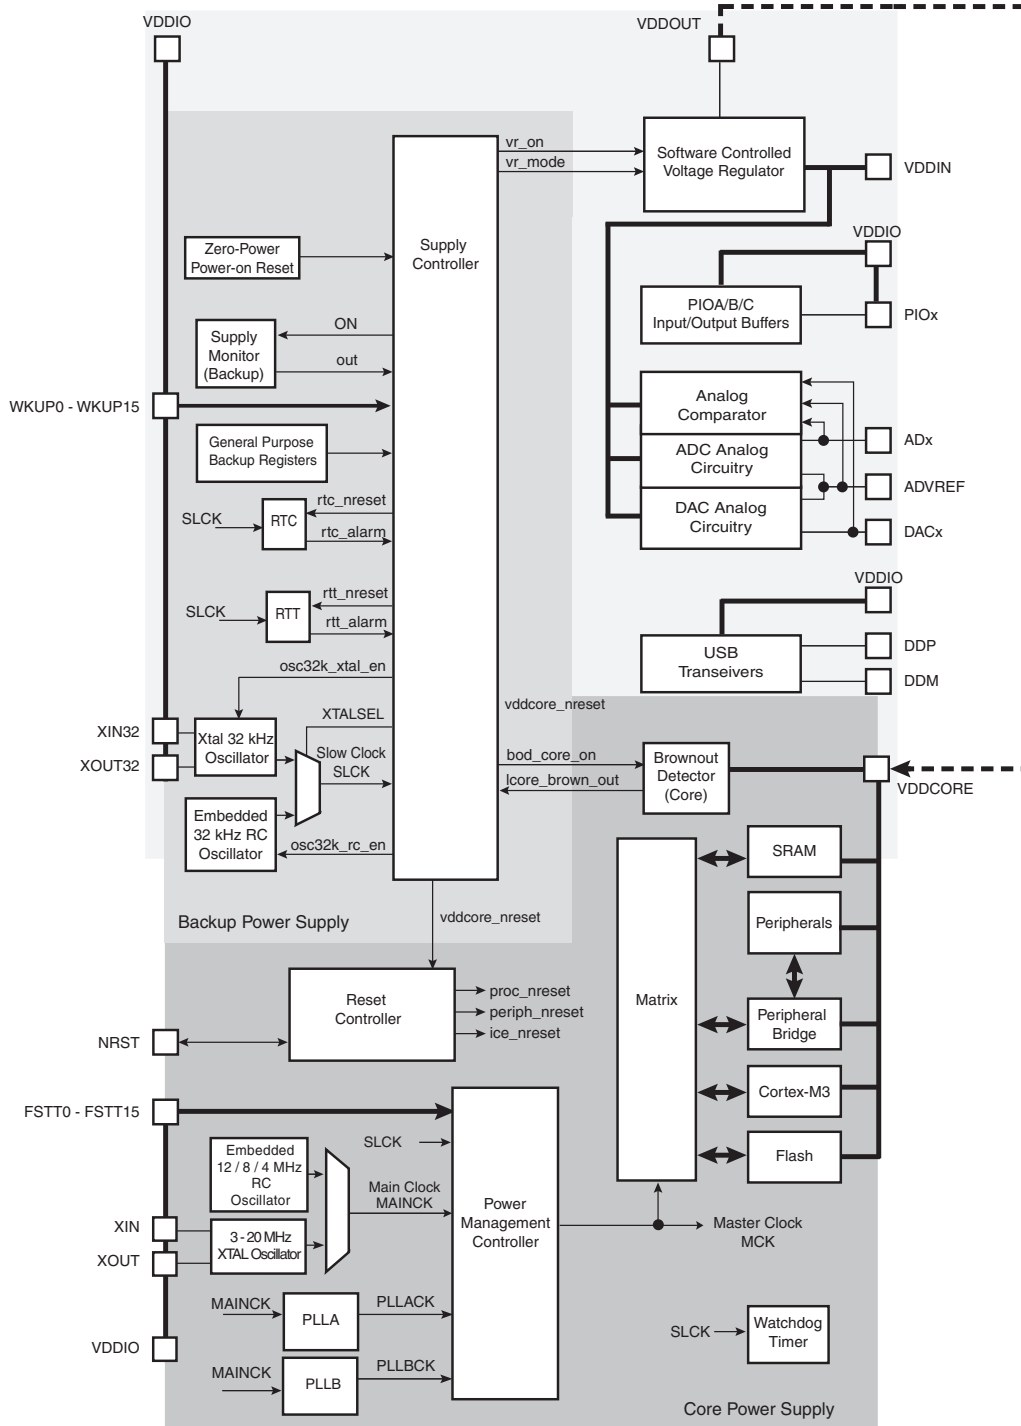 VDDIO
VDDOUT
vr_on
vr_mode
Software Controlled
Voltage Regulator
VDDIN
Supply
Controller
Zero-Power
Power-on Reset
VDDIO
PIOA/B/C
Input/Output Buffers
PIOx
ON
Supply
Monitor
(Backup)
out
WKUP0 - WKUP15
Analog
Comparator
ADx
General Purpose
Backup Registers
ADC Analog
Circuitry
ADVREF
rtc_nreset
SLCK
RTC
rtc_alarm
DAC Analog
Circuitry
DACx
VDDIO
rtt_nreset
SLCK
RTT
rtt_alarm
USB
Transeivers
DDP
DDM
osc32k_xtal_en
vddcore_nreset
XTALSEL
XIN32
Xtal 32 kHz
Oscillator
XOUT32
Slow Clock
SLCK
bod_core_on
lcore_brown_out
Brownout
Detector
(Core)
VDDCORE
Embedded
32 kHz RC
Oscillator
osc32k_rc_en
SRAM
Backup Power Supply
vddcore_nreset
Peripherals
Matrix
Reset
Controller
proc_nreset
periph_nreset
ice_nreset
Peripheral
Bridge
NRST
Cortex-M3
FSTT0 - FSTT15
SLCK
Embedded
12 / 8 / 4 MHz
RC
Oscillator
Flash
Main Clock
MAINCK
Power
Management
Controller
XIN
3 - 20 MHz
XTAL Oscillator
XOUT
Master Clock
MCK
MAINCK
PLLA
PLLACK
SLCK
Watchdog
Timer
VDDIO
MAINCK
PLLB
PLLBCK
Core Power Supply